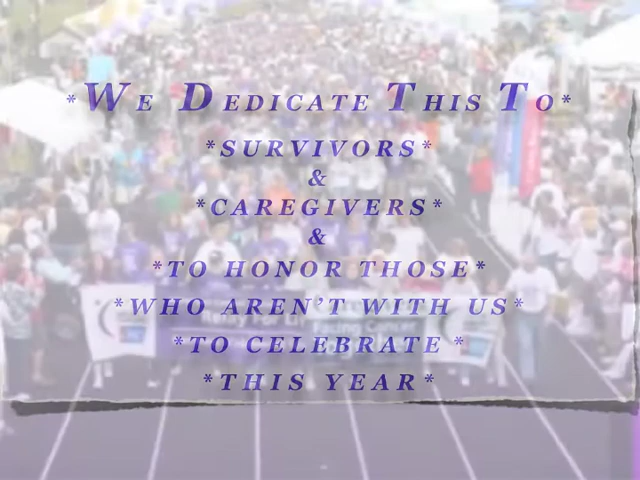 *WE DEDICATE THIS TO*
*SURVIVORS*
&
*CAREGIVERS*
&
*TO HONOR THOSE*
*WHO AREN'T WITH US*
*TO CELEBRATE *
*THIS YEAR*